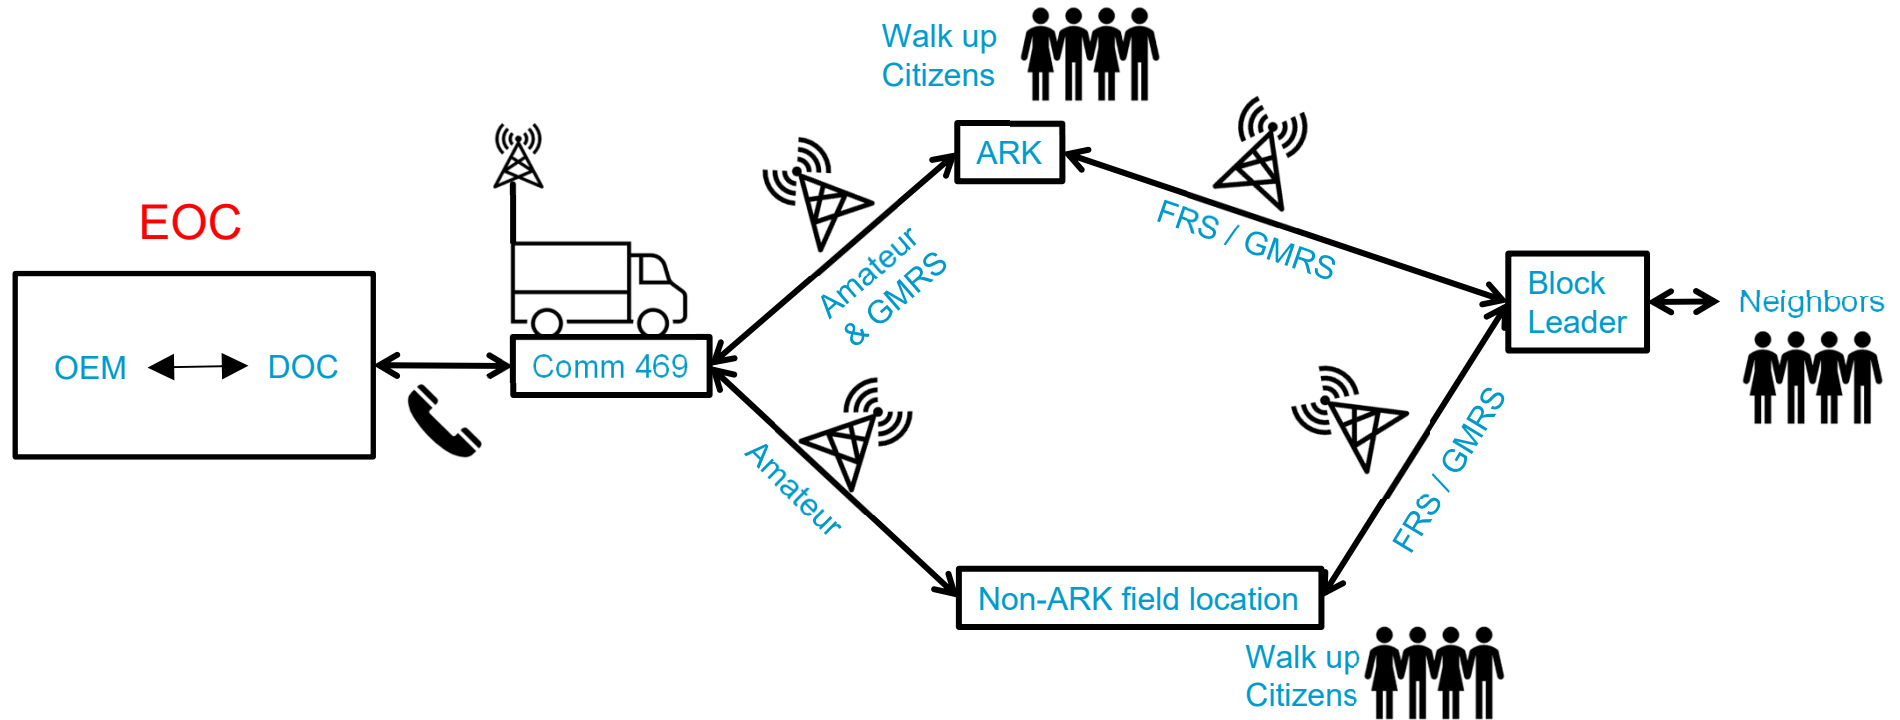 Walk up
Citizens
ARK
EOC
Amateur
& GMRS
FRS / GMRS
Block
Leader
Neighbors
OEM
DOC
Comm 469
Amateur
FRS / GMRS
Non-ARK field location
Walk up
Citizens